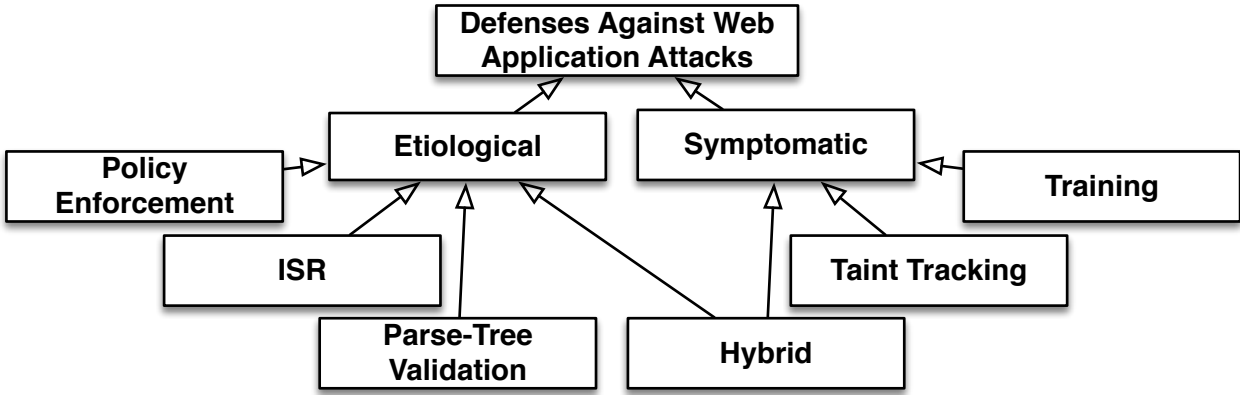 Defenses Against Web
Application Attacks
Etiological
Symptomatic
Policy
Enforcement
Training
ISR
Taint Tracking
Parse-Tree
Validation
Hybrid